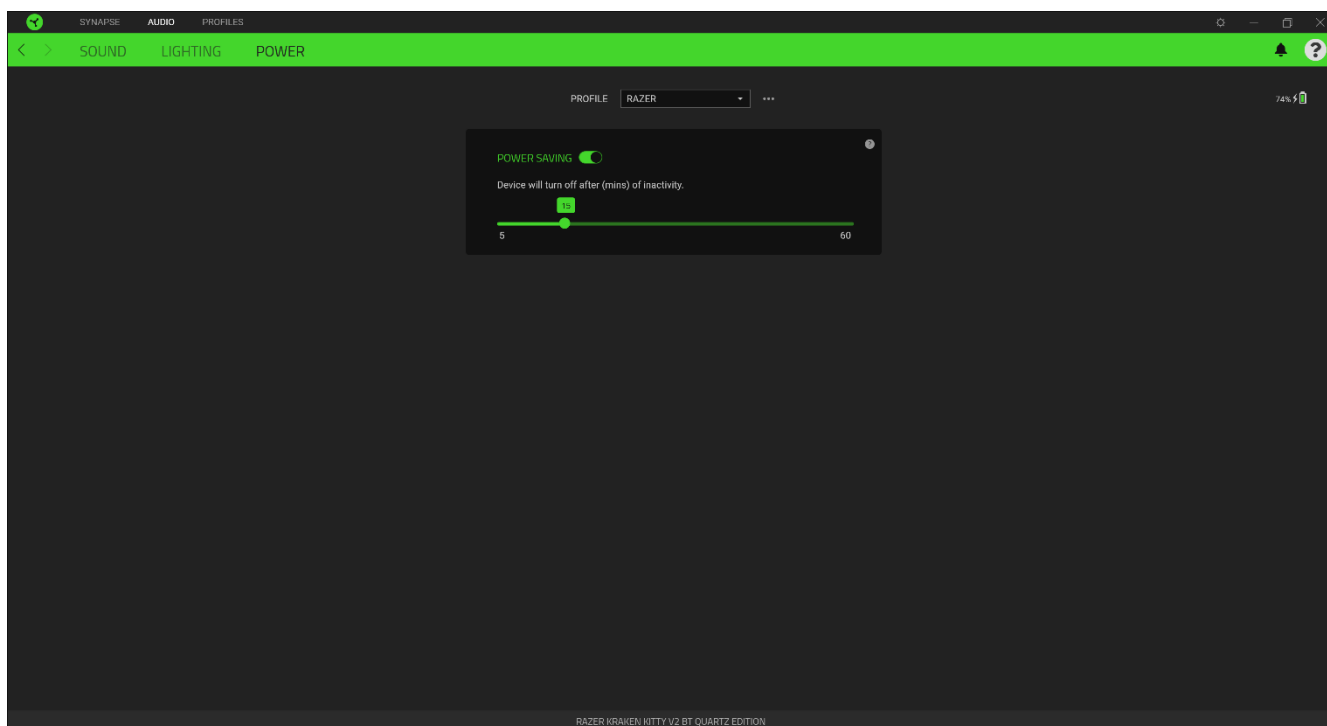 SYNAPSE AUDIO PROFILES
SOUND LIGHTING POWER
PROFILE RAZER
74%
POWER SAVING
Device will turn off after (mins) of inactivity.
15
5 60
RAZER KRAKEN KITTY V2 BT QUARTZ EDITION